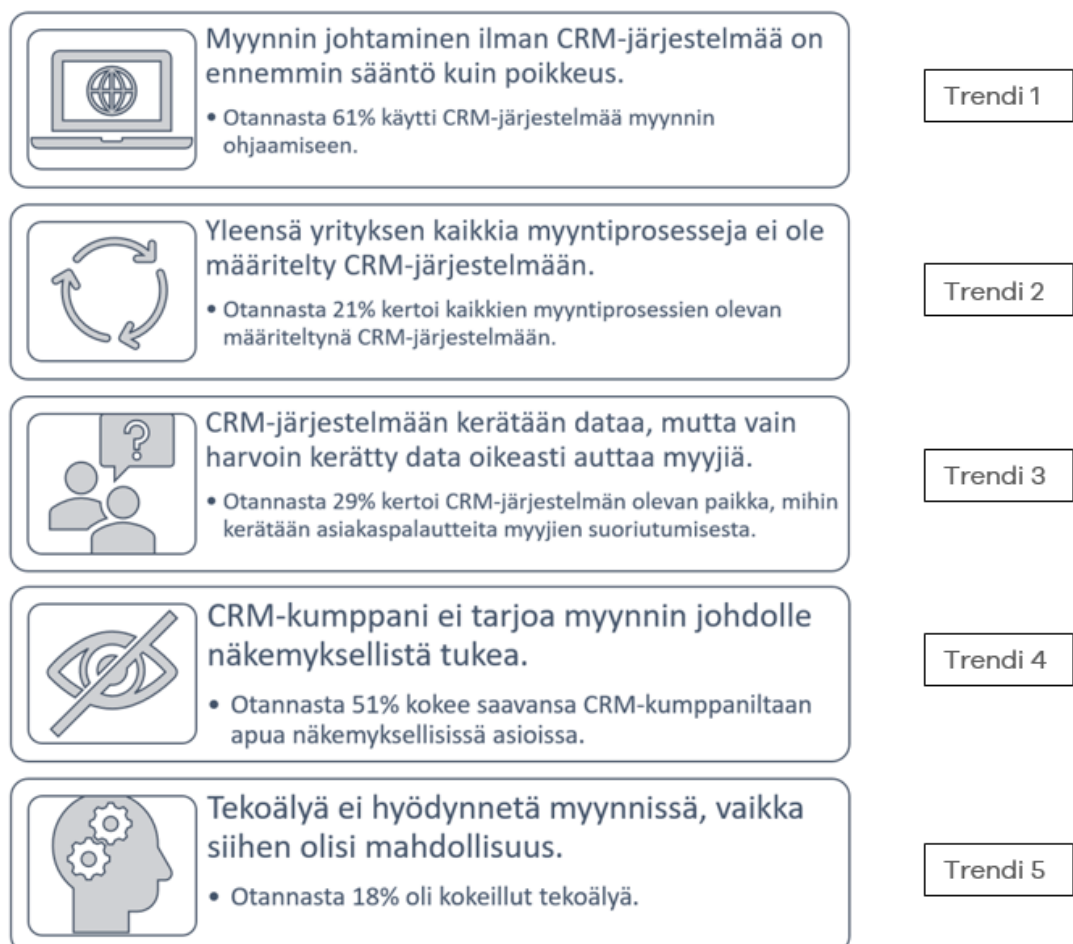 Myynnin johtaminen ilman CRM-järjestelmää on
ennemmin sääntö kuin poikkeus.
• Otannasta 61% käytti CRM-järjestelmää myynnin
ohjaamiseen.
Trendi 1
Yleensä yrityksen kaikkia myyntiprosesseja ei ole
määritelty CRM-järjestelmään.
• Otannasta 21% kertoi kaikkien myyntiprosessien olevan
määriteltynä CRM-järjestelmään.
Trendi 2
?
CRM-järjestelmään kerätään dataa, mutta vain
harvoin kerätty data oikeasti auttaa myyjiä.
• Otannasta 29% kertoi CRM-järjestelmän olevan paikka, mihin
kerätään asiakaspalautteita myyjien suoriutumisesta.
Trendi 3
CRM-kumppani ei tarjoa myynnin johdolle
näkemyksellistä tukea.
• Otannasta 51% kokee saavansa CRM-kumppaniltaan
apua näkemyksellisissä asioissa.
Trendi 4
Tekoälyä ei hyödynnetä myynnissä, vaikka
siihen olisi mahdollisuus.
• Otannasta 18% oli kokeillut tekoälyä.
Trendi 5